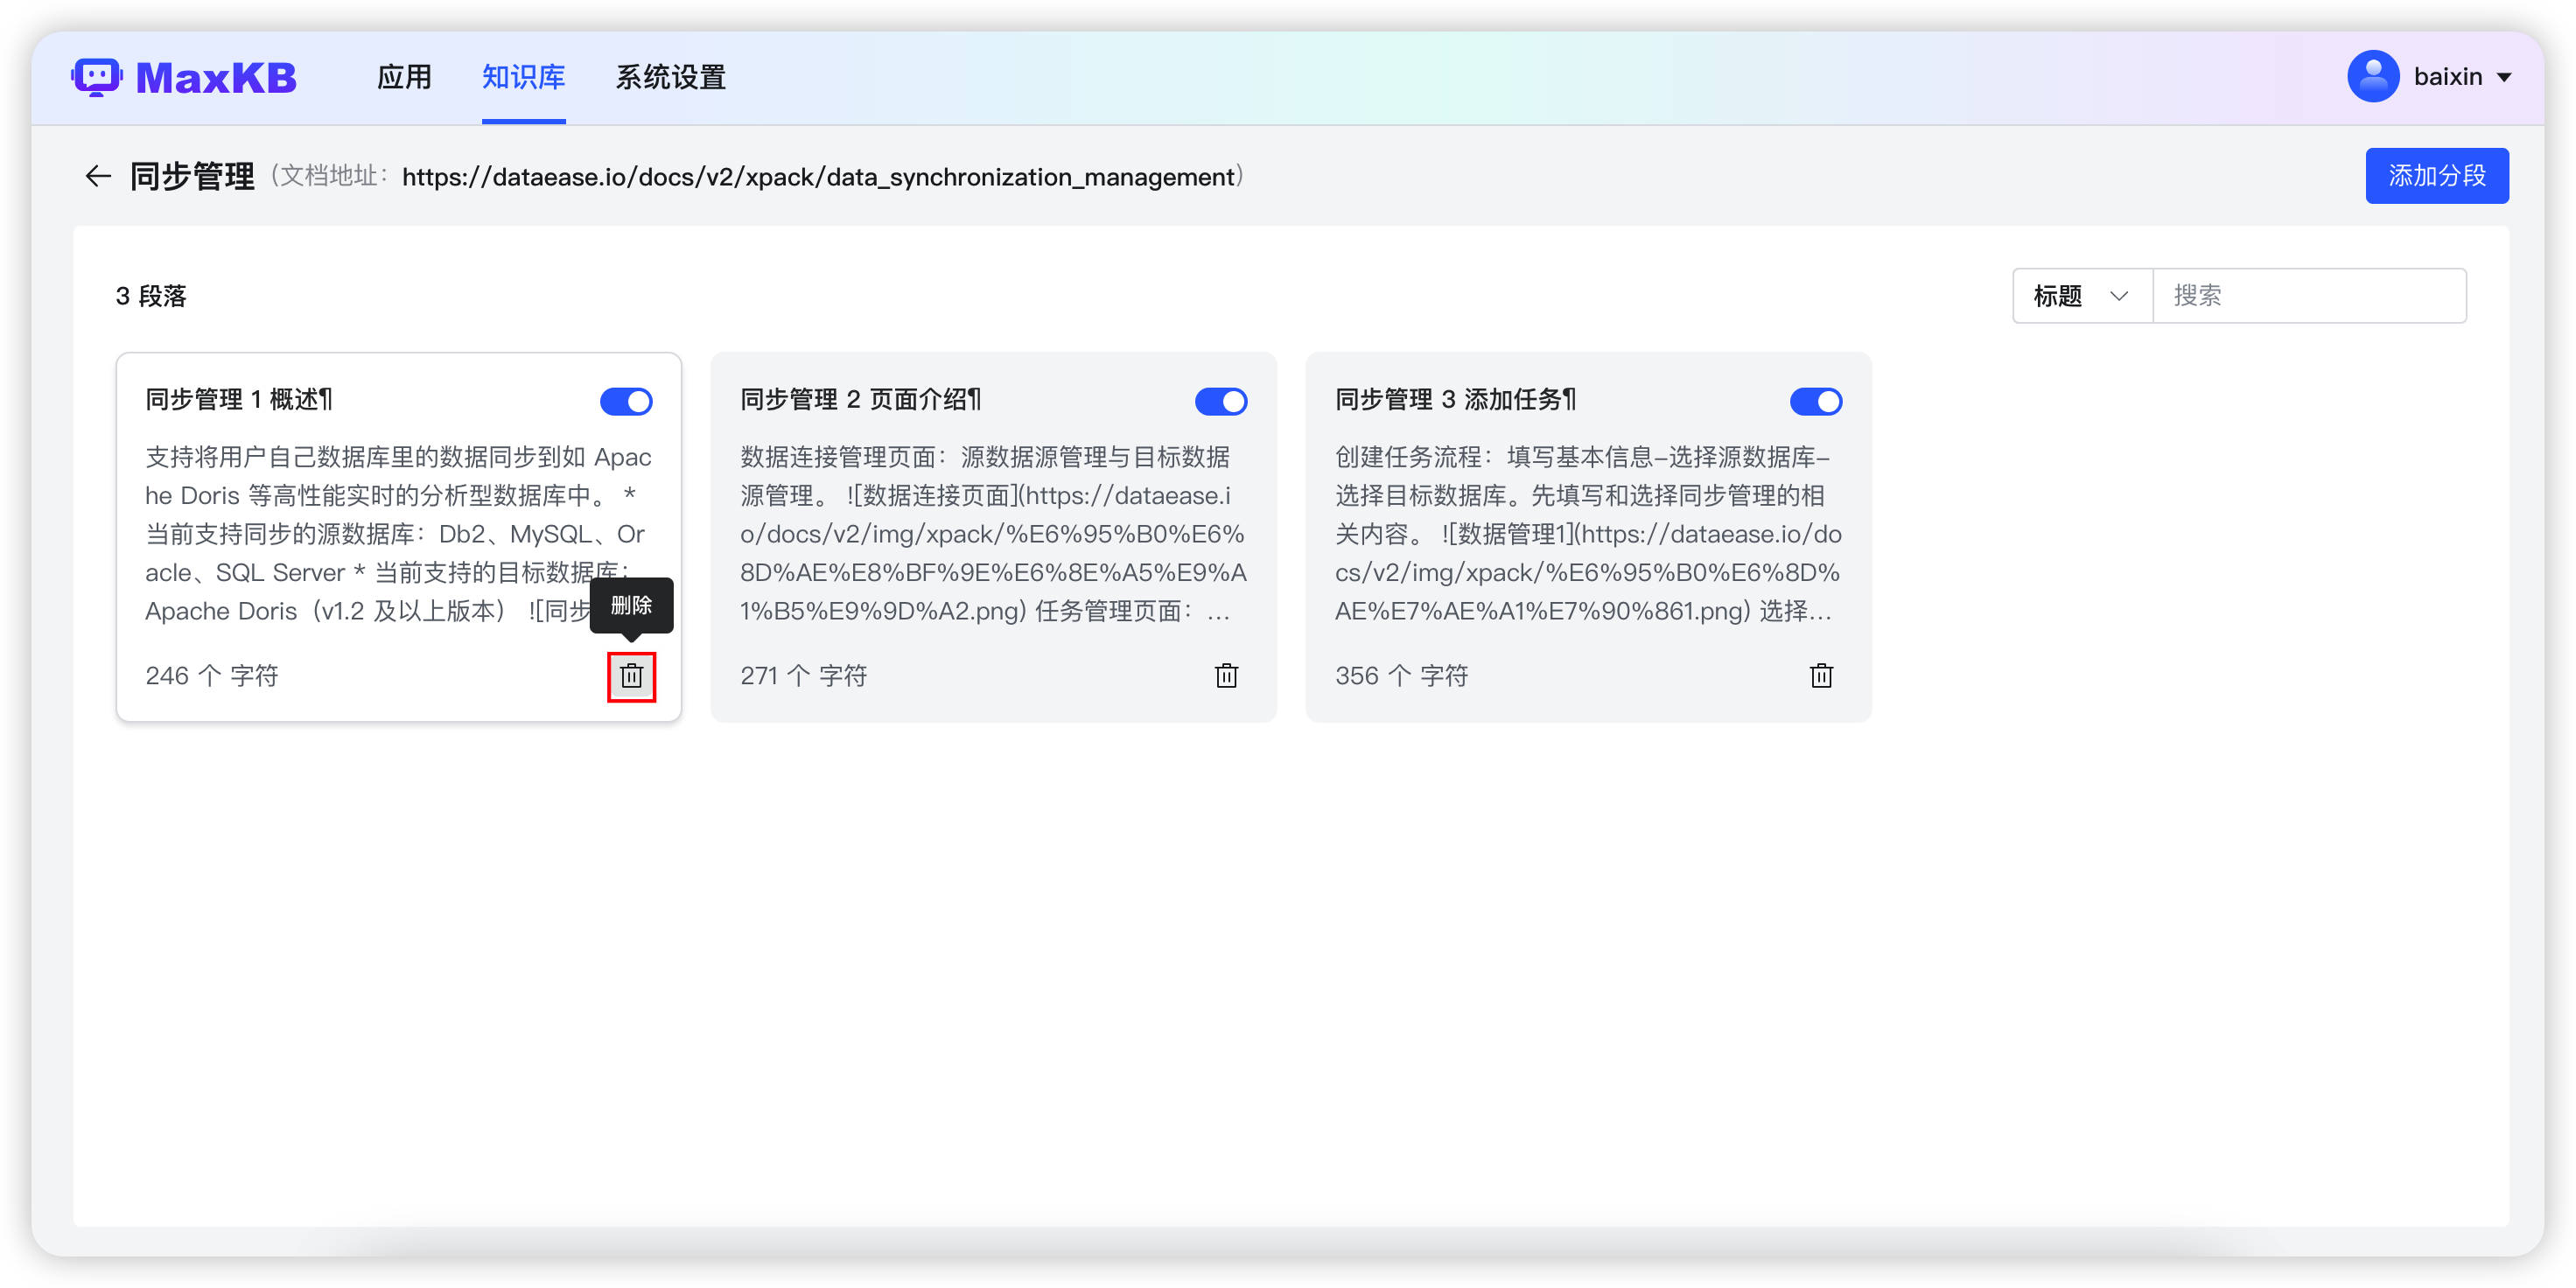 MaxKB 应用 知识库 系统设置 baixin
同步管理（文档地址：https://dataease.io/docs/v2/xpack/data_synchronization_management） 添加分段
3 段落 标题 搜索
同步管理 1 概述¶
支持将用户自己数据库里的数据同步到如 Apac
he Doris 等高性能实时的分析型数据库中。 *
当前支持同步的源数据库：Db2、MySQL、Or
acle、SQL Server * 当前支持的目标数据库：
Apache Doris（v1.2 及以上版本） ![同步
删除
246 个 字符
同步管理 2 页面介绍¶
数据连接管理页面：源数据源管理与目标数据
源管理。 ![数据连接页面](https://dataease.i
o/docs/v2/img/xpack/%E6%95%B0%E6%
8D%AE%E8%BF%9E%E6%8E%A5%E9%A
1%B5%E9%9D%A2.png) 任务管理页面：...
271 个 字符
同步管理 3 添加任务¶
创建任务流程：填写基本信息-选择源数据库-
选择目标数据库。先填写和选择同步管理的相
关内容。 ![数据管理1](https://dataease.io/do
cs/v2/img/xpack/%E6%95%B0%E6%8D%
AE%E7%AE%A1%E7%90%861.png) 选择...
356 个 字符